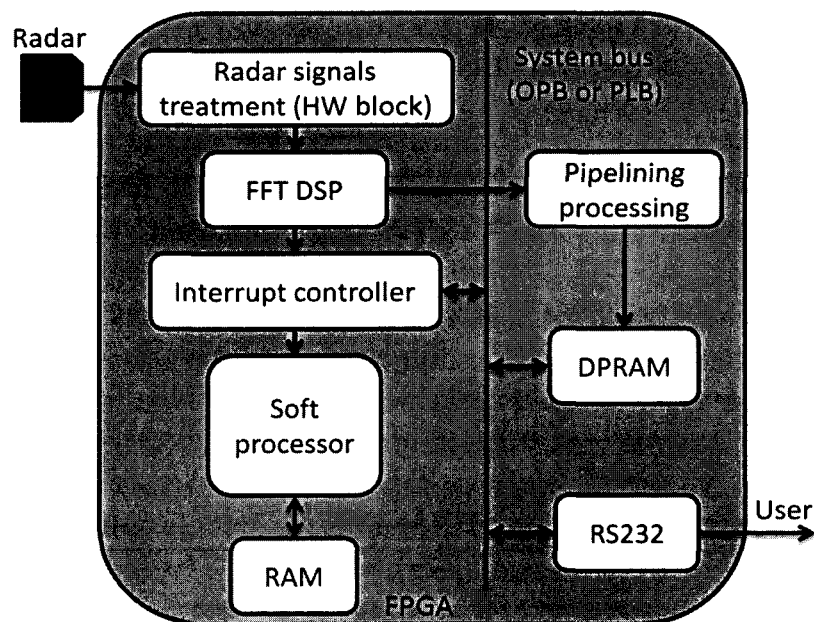 Radar
Radar signals
treatment (HW block)
System bus
(OPB or PLB)
FFT DSP
Pipelining
processing
Interrupt controller
DPRAM
Soft
processor
RS232
User
RAM
FPGA